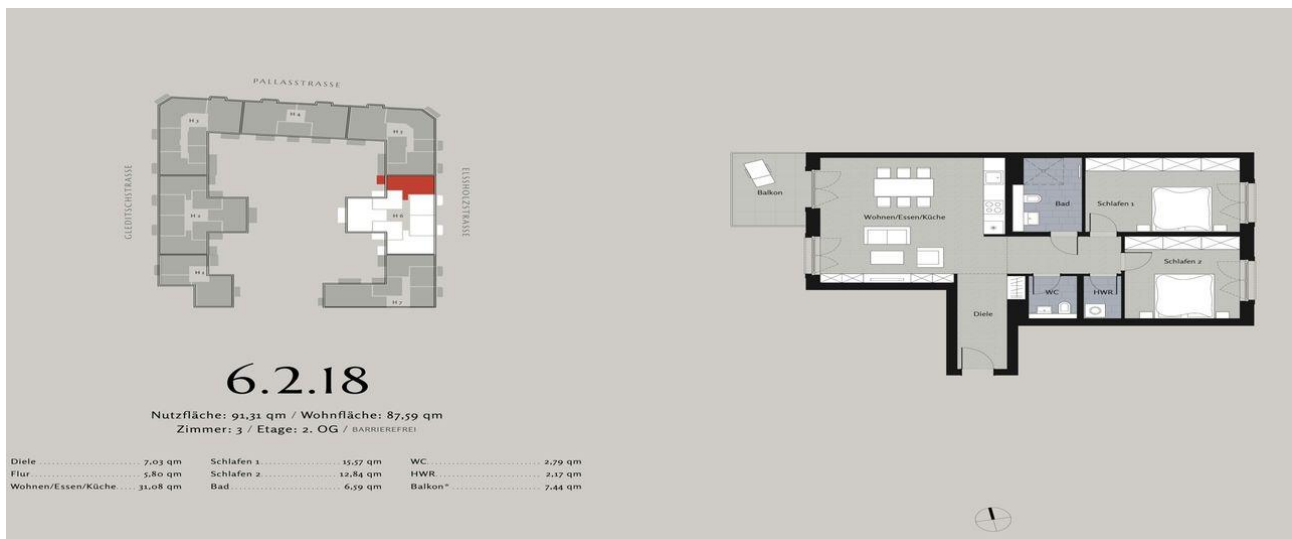 PALLASSTRASSE
GLEDITSCHSTRASSE
ELSSHOLZSTRASSE
H 3
H 4
H 5
H 2
H 6
H 1
H 7
6.2.18
Nutzfläche: 91,31 qm / Wohnfläche: 87,59 qm
Zimmer: 3 / Etage: 2. OG / BARRIEREFREI
Diele 7,03 qm
Flur 5,80 qm
Wohnen/Essen/Küche 31,08 qm
Schlafen 1 15,57 qm
Schlafen 2 12,84 qm
Bad 6,59 qm
WC 2,79 qm
HWR 2,17 qm
Balkon* 7,44 qm
Balkon
Wohnen/Essen/Küche
Bad
Schlafen 1
Schlafen 2
WC
HWR
Diele